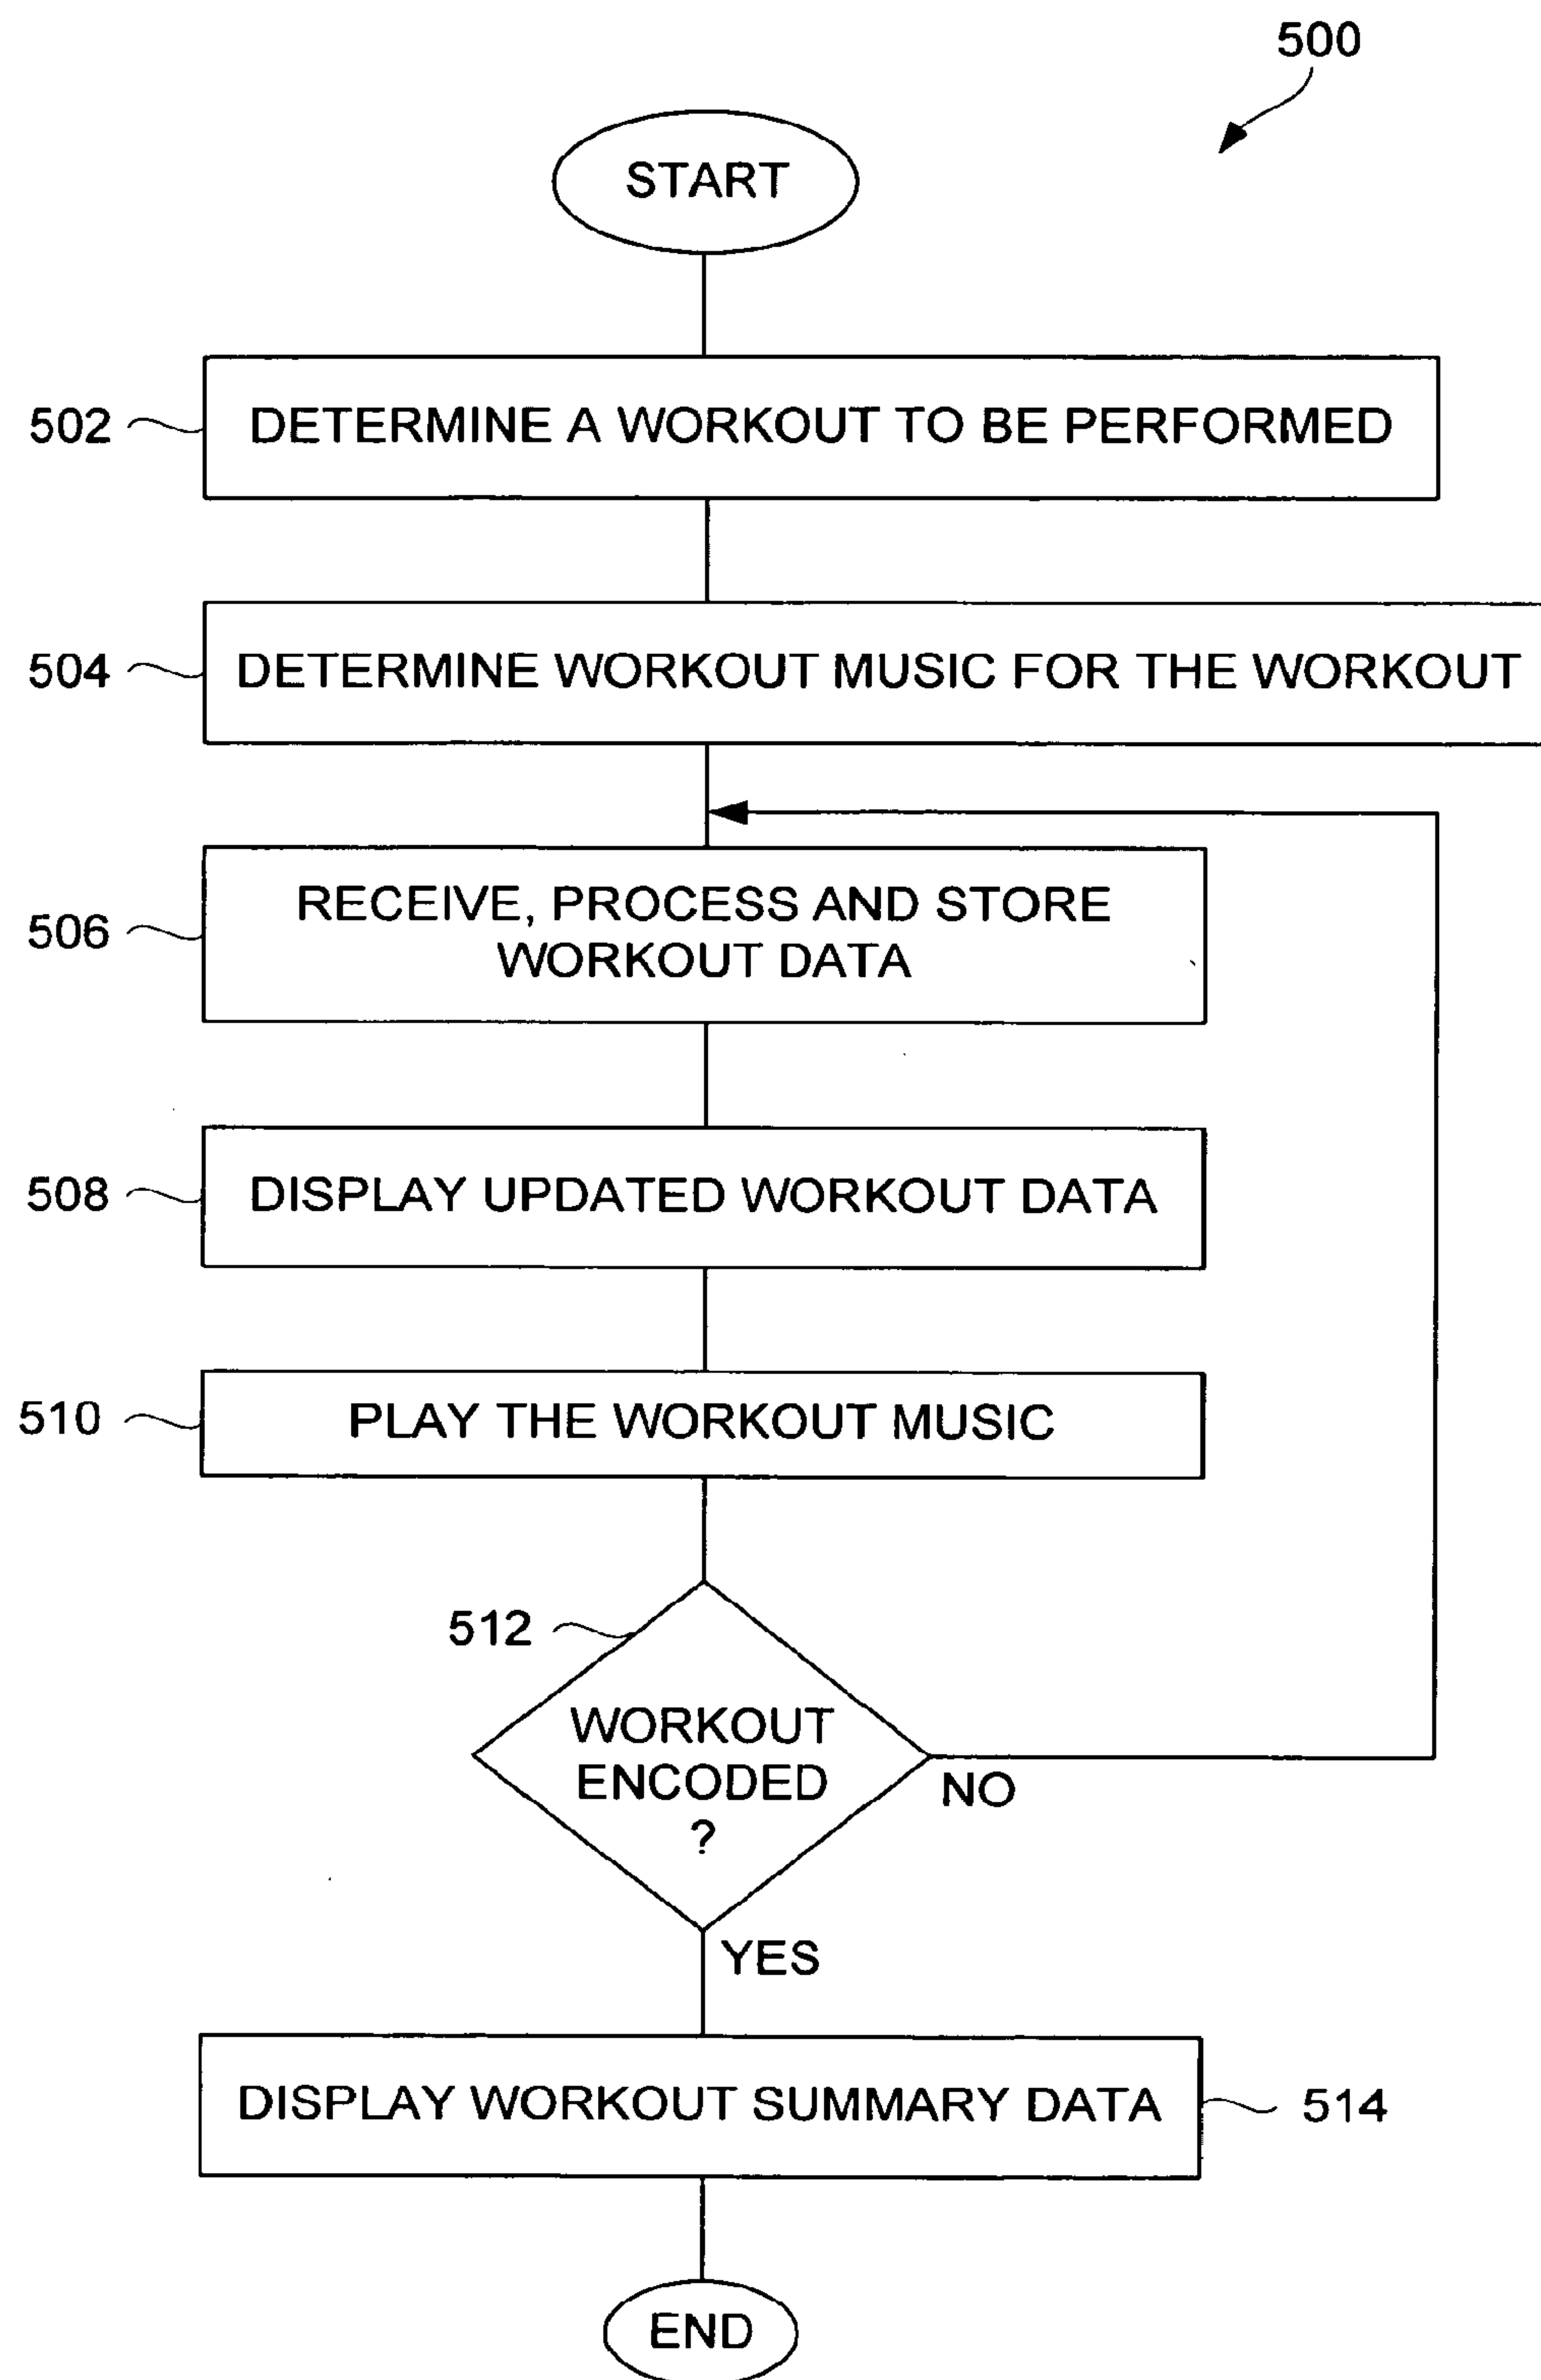 500
START
502
DETERMINE A WORKOUT TO BE PERFORMED
504
DETERMINE WORKOUT MUSIC FOR THE WORKOUT
506
RECEIVE, PROCESS AND STORE
WORKOUT DATA
508
DISPLAY UPDATED WORKOUT DATA
510
PLAY THE WORKOUT MUSIC
512
WORKOUT
ENCODED
?
NO
YES
DISPLAY WORKOUT SUMMARY DATA
514
END